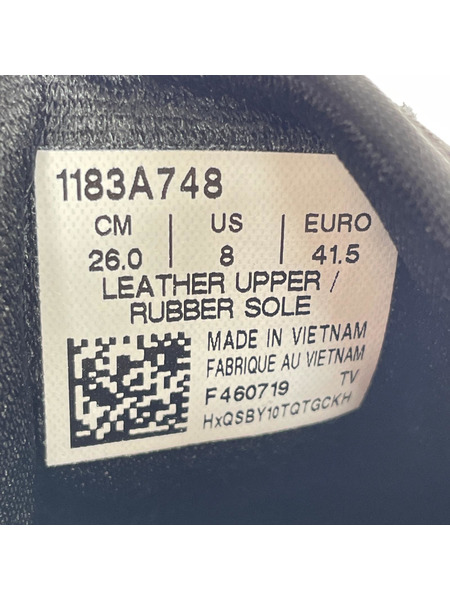 1183A748
CM | US | EURO
26.0 | 8 | 41.5
LEATHER UPPER /
RUBBER SOLE
MADE IN VIETNAM
FABRIQUE AU VIETNAM
F460719 TV
HxQSBY10TQTGCKH